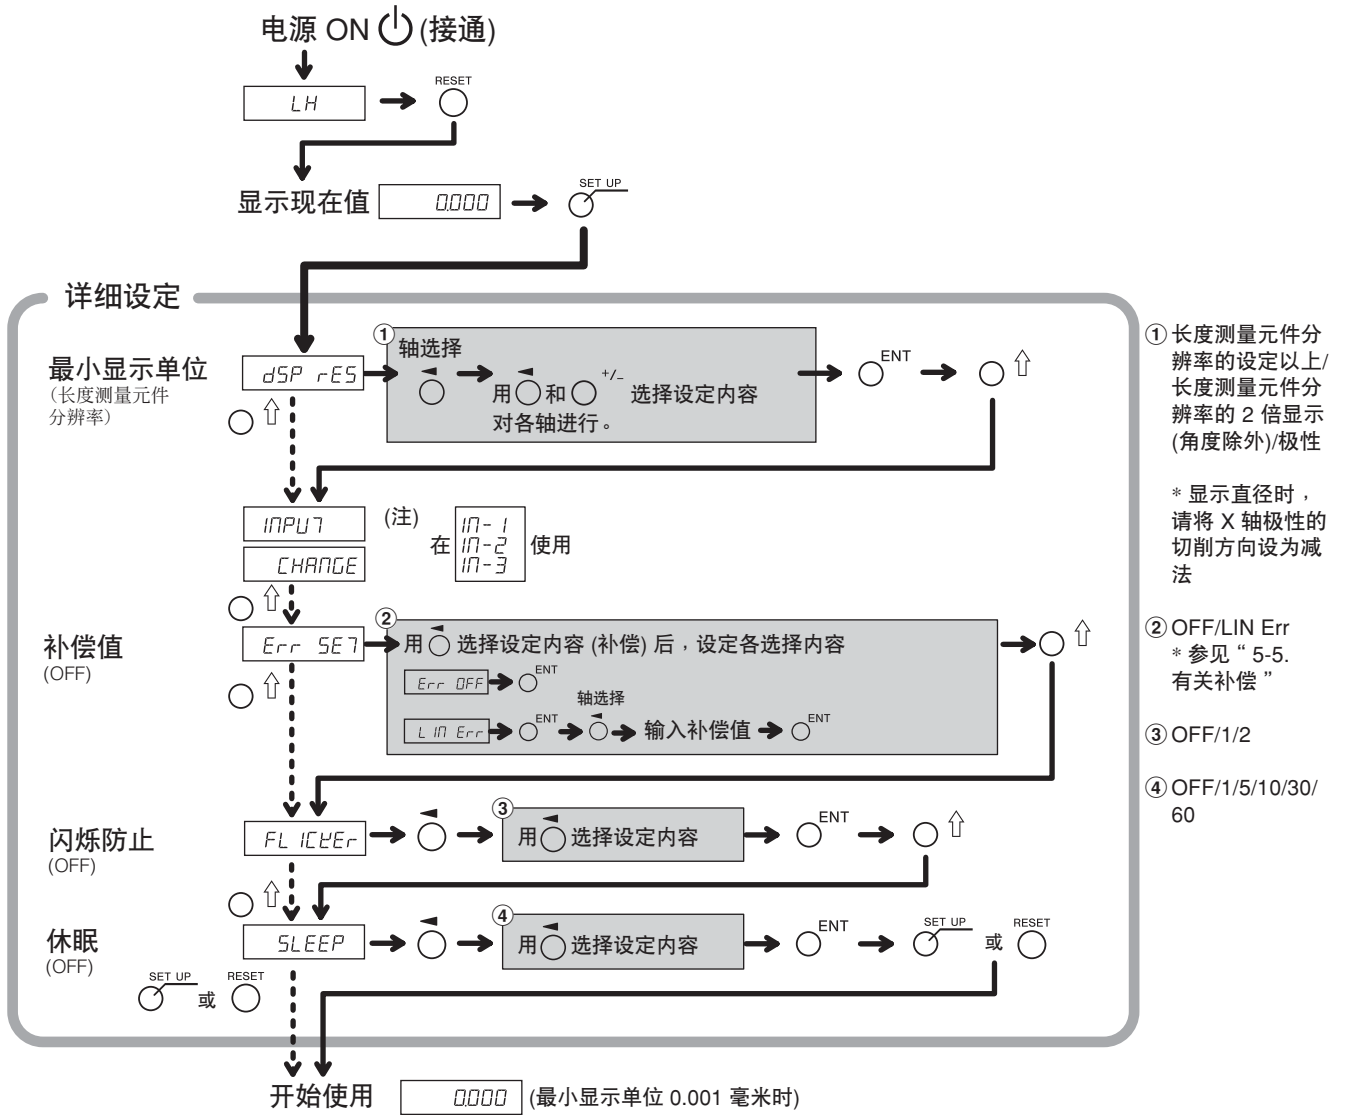 电源 ON (接通)
LH
RESET
显示现在值 0.000
SET UP
详细设定
最小显示单位
(长度测量元件
分辨率)
dSP rES
①
轴选择
用 和 +/- 选择设定内容
对各轴进行。
ENT
INPUT
CHANGE
(注)
在
IN-1
IN-2
IN-3
使用
补偿值
(OFF)
Err SET
②
用 选择设定内容 (补偿) 后，设定各选择内容
Err OFF
ENT
轴选择
LIN Err
ENT
输入补偿值
ENT
闪烁防止
(OFF)
FLICKEr
③
用 选择设定内容
ENT
休眠
(OFF)
SLEEP
④
用 选择设定内容
ENT
SET UP 或 RESET
SET UP 或 RESET
开始使用 0.000 (最小显示单位 0.001 毫米时)
① 长度测量元件分
辨率的设定以上/
长度测量元件分
辨率的 2 倍显示
(角度除外)/极性
* 显示直径时，
请将 X 轴极性的
切削方向设为减
法
② OFF/LIN Err
* 参见 “ 5-5.
有关补偿 ”
③ OFF/1/2
④ OFF/1/5/10/30/
60